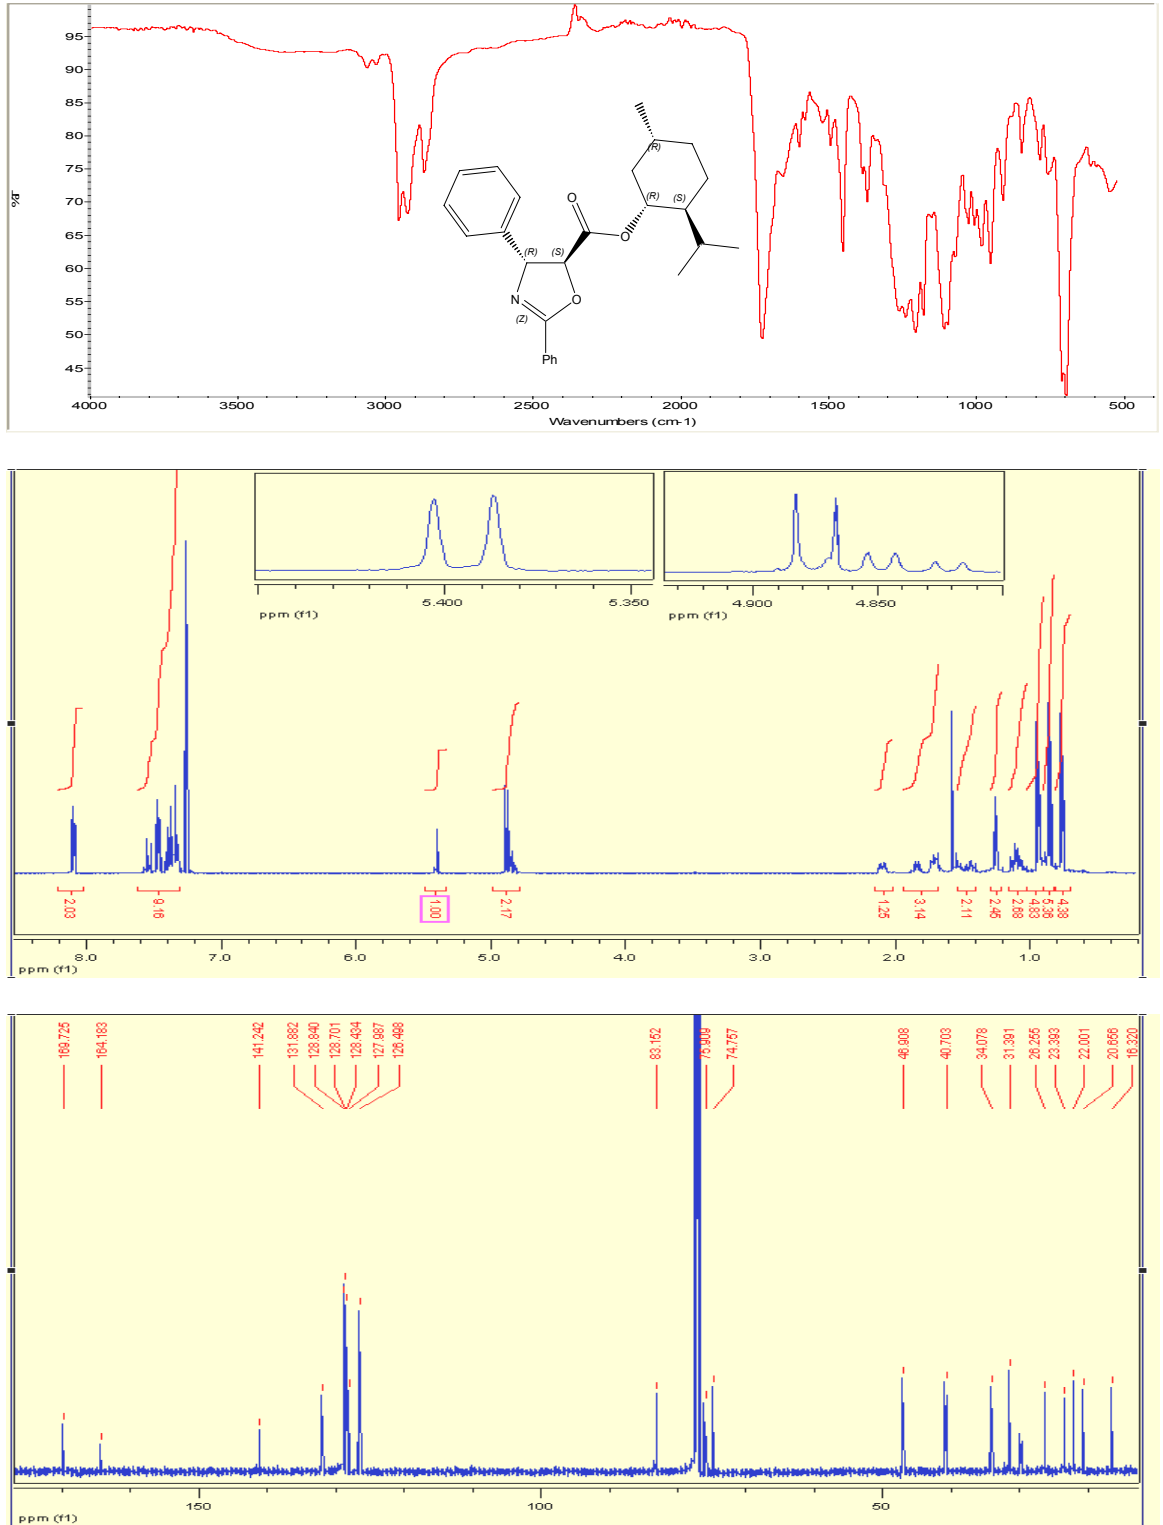 95
90
85
80
75
70
65
60
55
50
45
%T
4000 3500 3000 2500 2000 1500 1000 500
Wavenumbers (cm-1)
(R)
(R) (S)
O
O
(R) (S)
N
O
(Z)
Ph
5.400 5.350
ppm (f1)
4.900 4.850
ppm (f1)
2.03 9.16 1.00 2.17 1.25 3.14 2.11 2.45 2.68 4.83 5.36 4.38
8.0 7.0 6.0 5.0 4.0 3.0 2.0 1.0
ppm (f1)
169.725 164.183 141.242 131.882 128.840 128.701 128.434 127.987 126.498 83.152 75.909 74.757 46.908 40.703 34.078 31.391 26.255 23.393 22.001 20.656 16.320
150 100 50
ppm (f1)